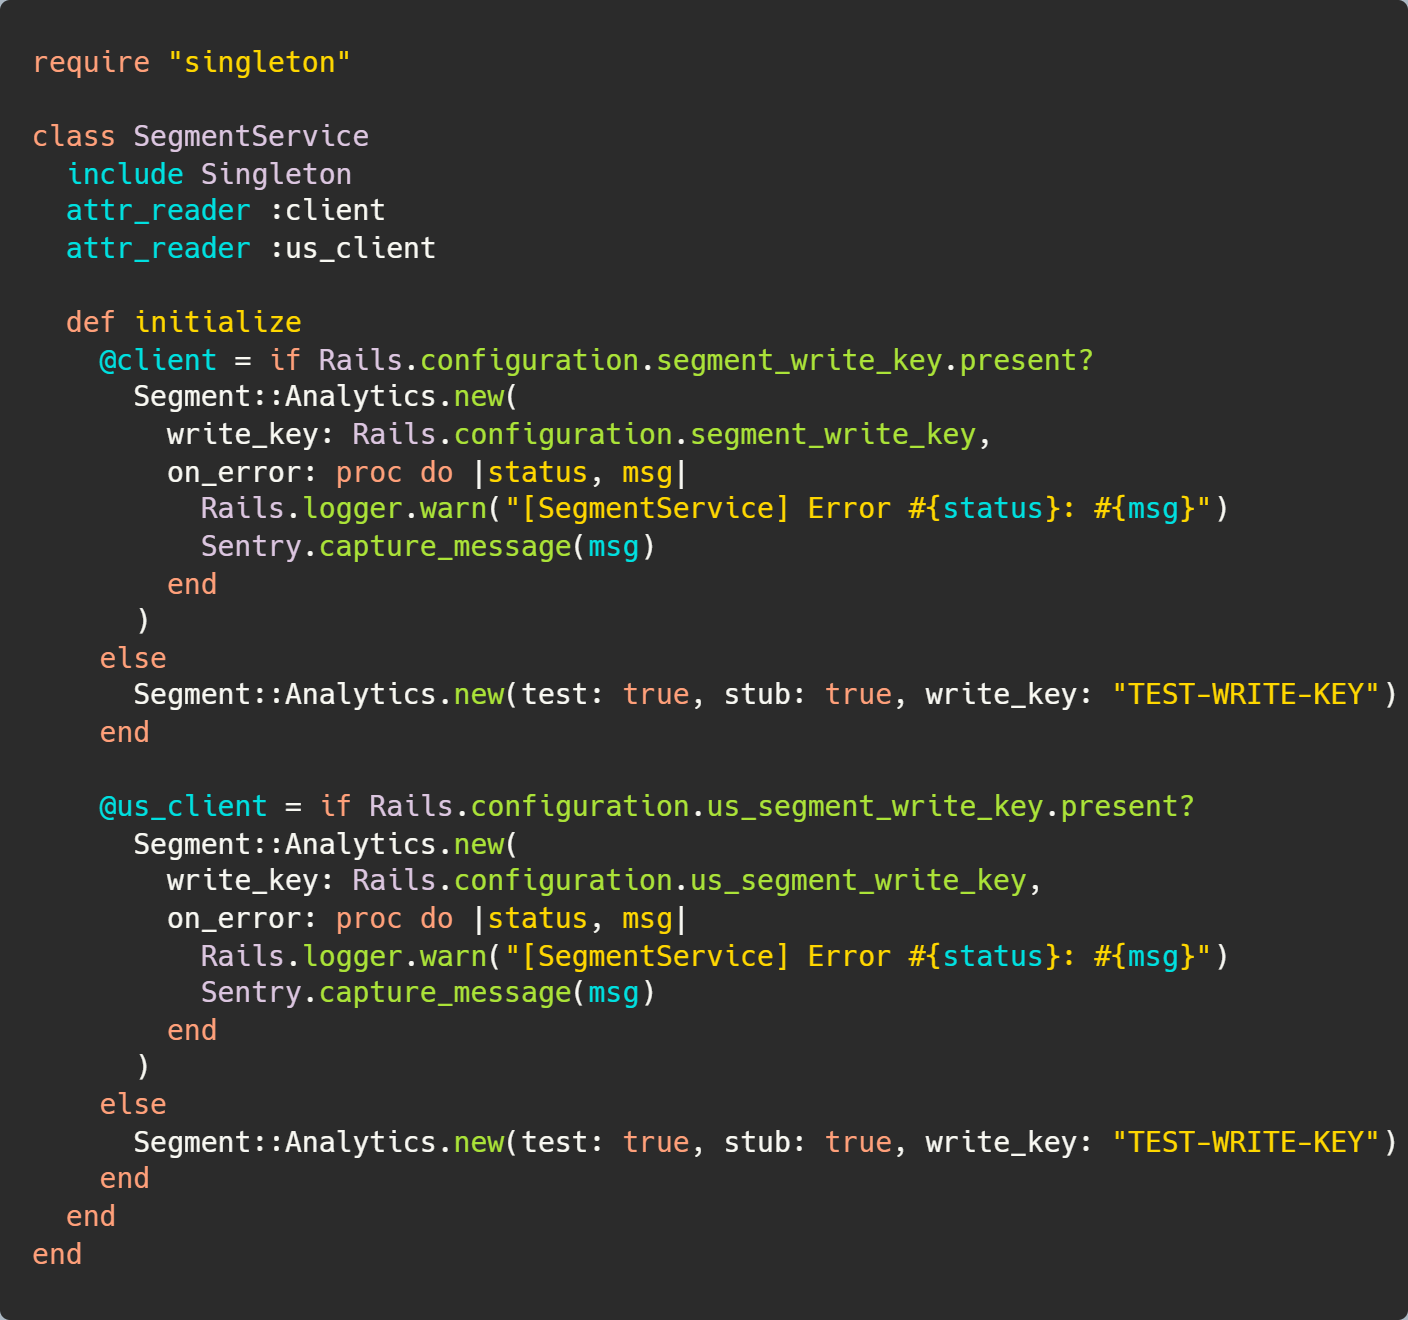 require "singleton"

class SegmentService
  include Singleton
  attr_reader :client
  attr_reader :us_client

  def initialize
    @client = if Rails.configuration.segment_write_key.present?
      Segment::Analytics.new(
        write_key: Rails.configuration.segment_write_key,
        on_error: proc do |status, msg|
          Rails.logger.warn("[SegmentService] Error #{status}: #{msg}")
          Sentry.capture_message(msg)
        end
      )
    else
      Segment::Analytics.new(test: true, stub: true, write_key: "TEST-WRITE-KEY")
    end

    @us_client = if Rails.configuration.us_segment_write_key.present?
      Segment::Analytics.new(
        write_key: Rails.configuration.us_segment_write_key,
        on_error: proc do |status, msg|
          Rails.logger.warn("[SegmentService] Error #{status}: #{msg}")
          Sentry.capture_message(msg)
        end
      )
    else
      Segment::Analytics.new(test: true, stub: true, write_key: "TEST-WRITE-KEY")
    end
  end
end